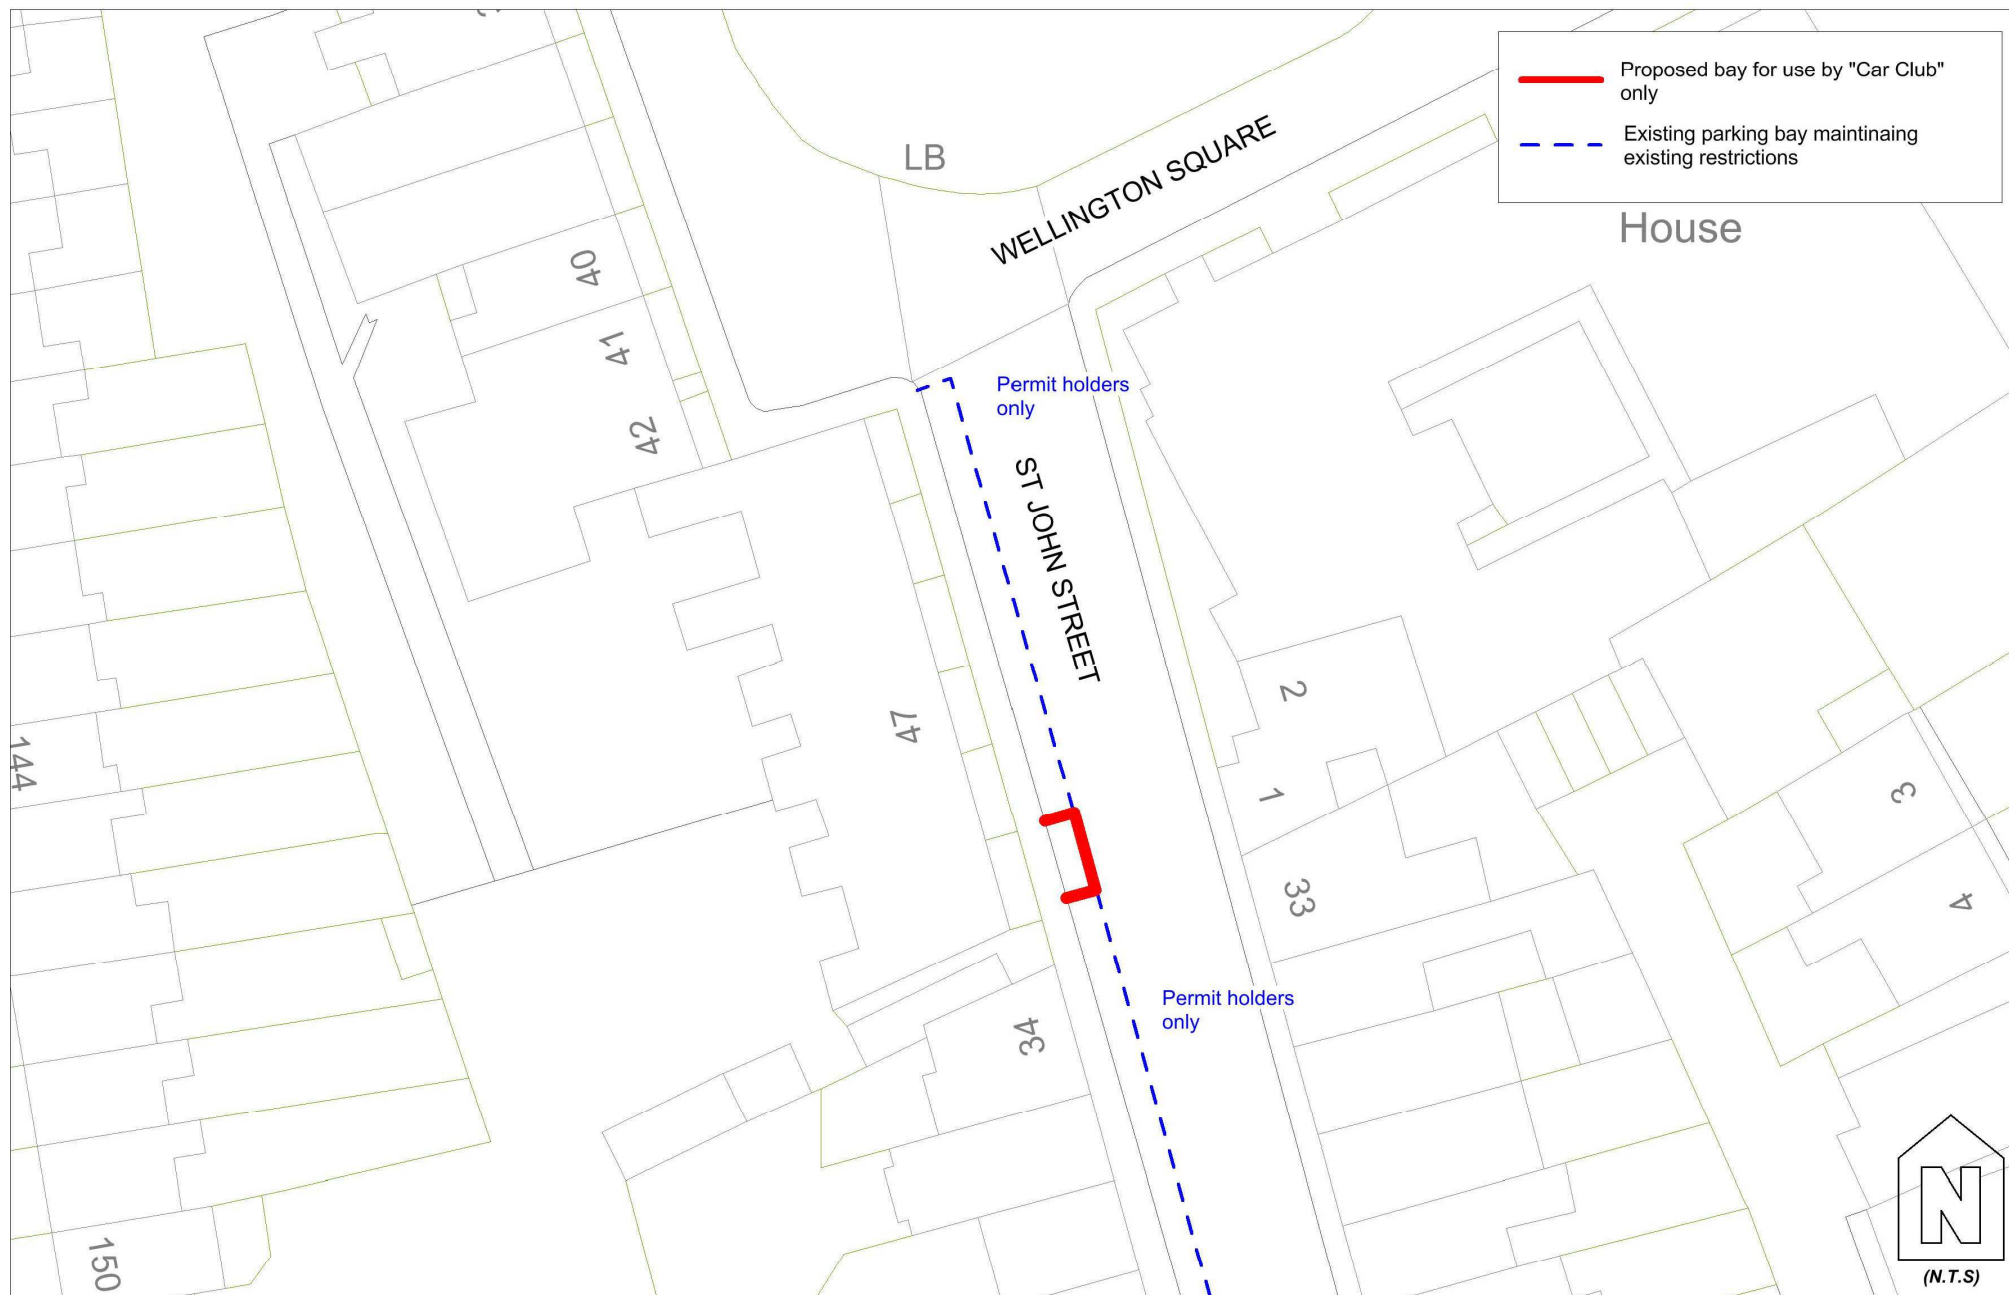 Proposed bay for use by "Car Club"
only
Existing parking bay maintinaing
existing restrictions
LB
WELLINGTON SQUARE
House
40
41
42
Permit holders
only
ST JOHN STREET
47
2
1
144
3
33
4
Permit holders
only
34
150
N
(N.T.S)